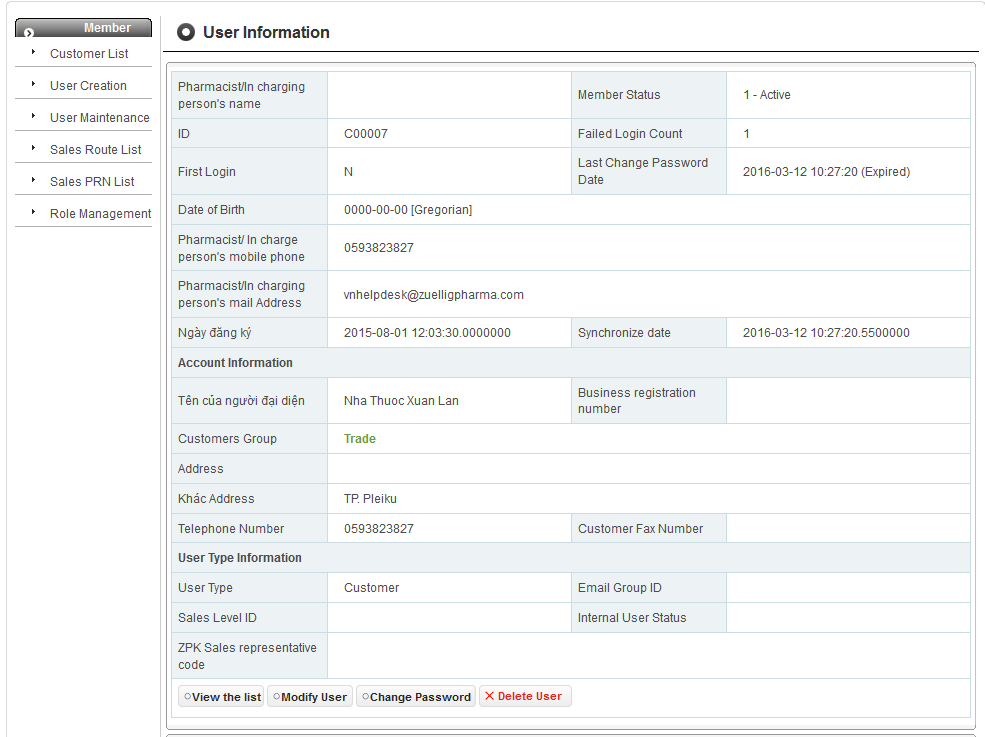 Member
Customer List
User Creation
User Maintenance
Sales Route List
Sales PRN List
Role Management
User Information
Pharmacist/In charging
person's name
Member Status
1 - Active
ID
C00007
Failed Login Count
1
First Login
N
Last Change Password
Date
2016-03-12 10:27:20 (Expired)
Date of Birth
0000-00-00 [Gregorian]
Pharmacist/ In charge
person's mobile phone
0593823827
Pharmacist/In charging
person's mail Address
vnhelpdesk@zuelligpharma.com
Ngày đăng ký
2015-08-01 12:03:30.0000000
Synchronize date
2016-03-12 10:27:20.5500000
Account Information
Tên của người đại diện
Nha Thuoc Xuan Lan
Business registration
number
Customers Group
Trade
Address
Khác Address
TP. Pleiku
Telephone Number
0593823827
Customer Fax Number
User Type Information
User Type
Customer
Email Group ID
Sales Level ID
Internal User Status
ZPK Sales representative
code
View the list
Modify User
Change Password
Delete User